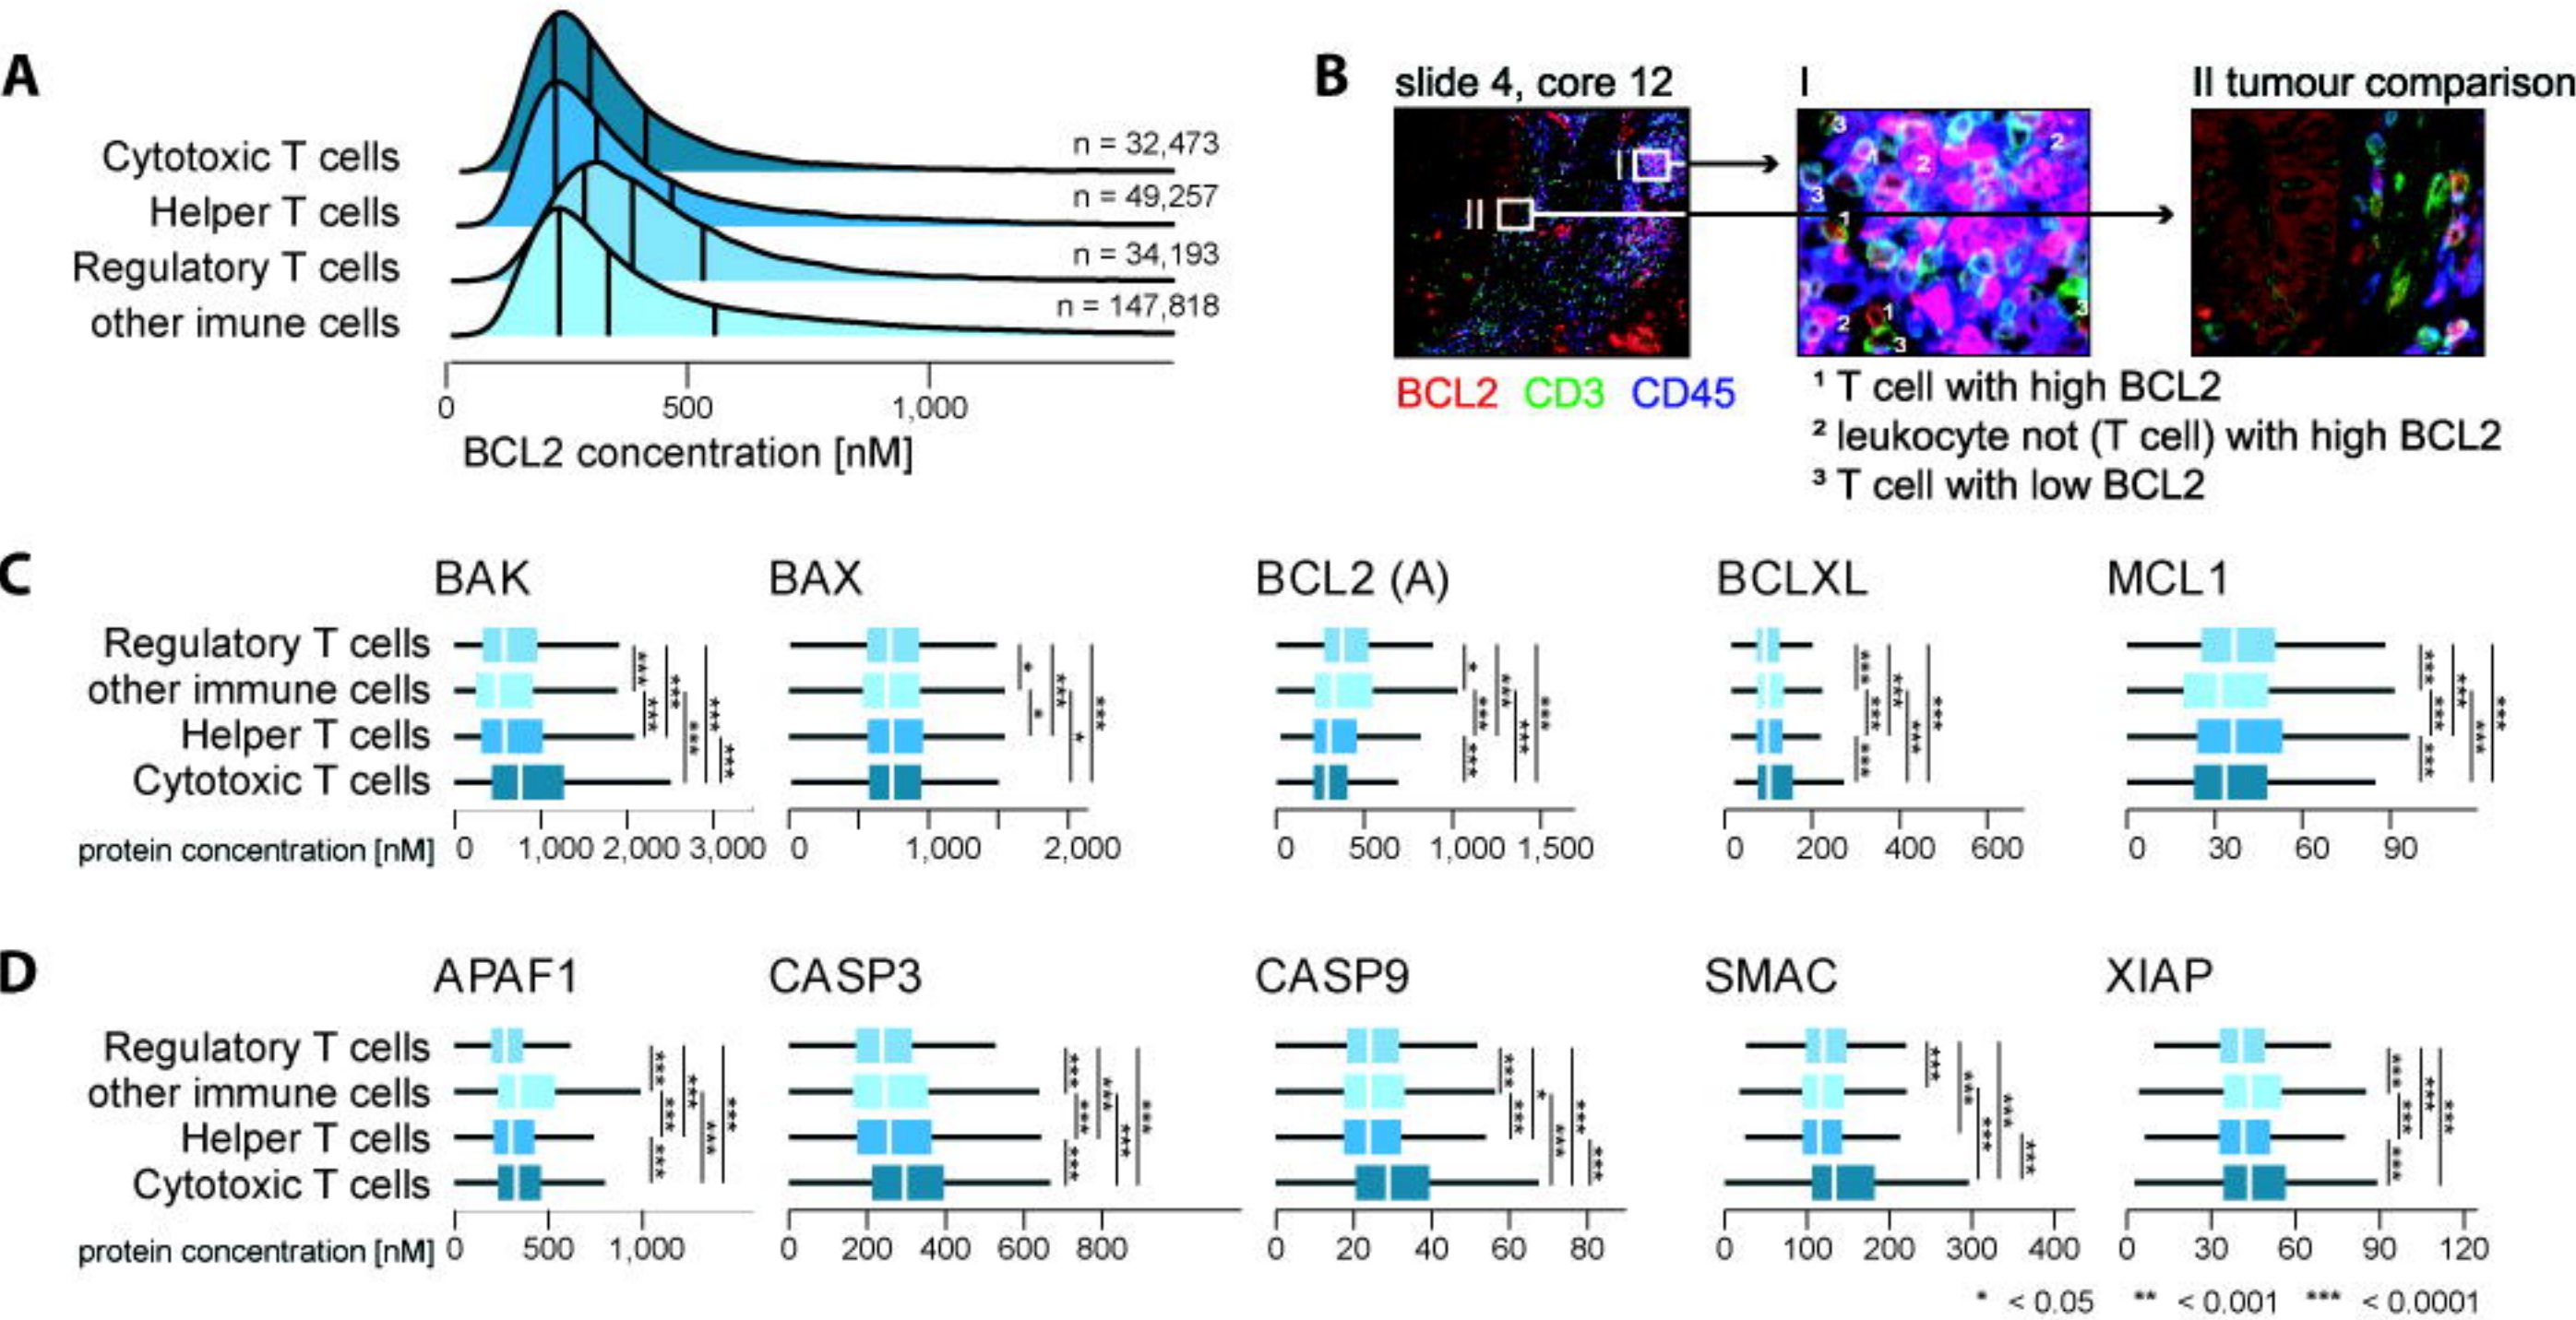 A
Cytotoxic T cells
n = 32,473
Helper T cells
n = 49,257
Regulatory T cells
n = 34,193
other imune cells
n = 147,818
0 500 1,000
BCL2 concentration [nM]
B
slide 4, core 12
I
II tumour comparison
I
II
1 2 3
BCL2 CD3 CD45
¹ T cell with high BCL2
² leukocyte not (T cell) with high BCL2
³ T cell with low BCL2
C
BAK BAX BCL2 (A) BCLXL MCL1
Regulatory T cells
other immune cells
Helper T cells
Cytotoxic T cells
protein concentration [nM]
0 1,000 2,000 3,000
0 1,000 2,000
0 500 1,000 1,500
0 200 400 600
0 30 60 90
D
APAF1 CASP3 CASP9 SMAC XIAP
Regulatory T cells
other immune cells
Helper T cells
Cytotoxic T cells
protein concentration [nM]
0 500 1,000
0 200 400 600 800
0 20 40 60 80
0 100 200 300 400
0 30 60 90 120
* < 0.05 ** < 0.001 *** < 0.0001